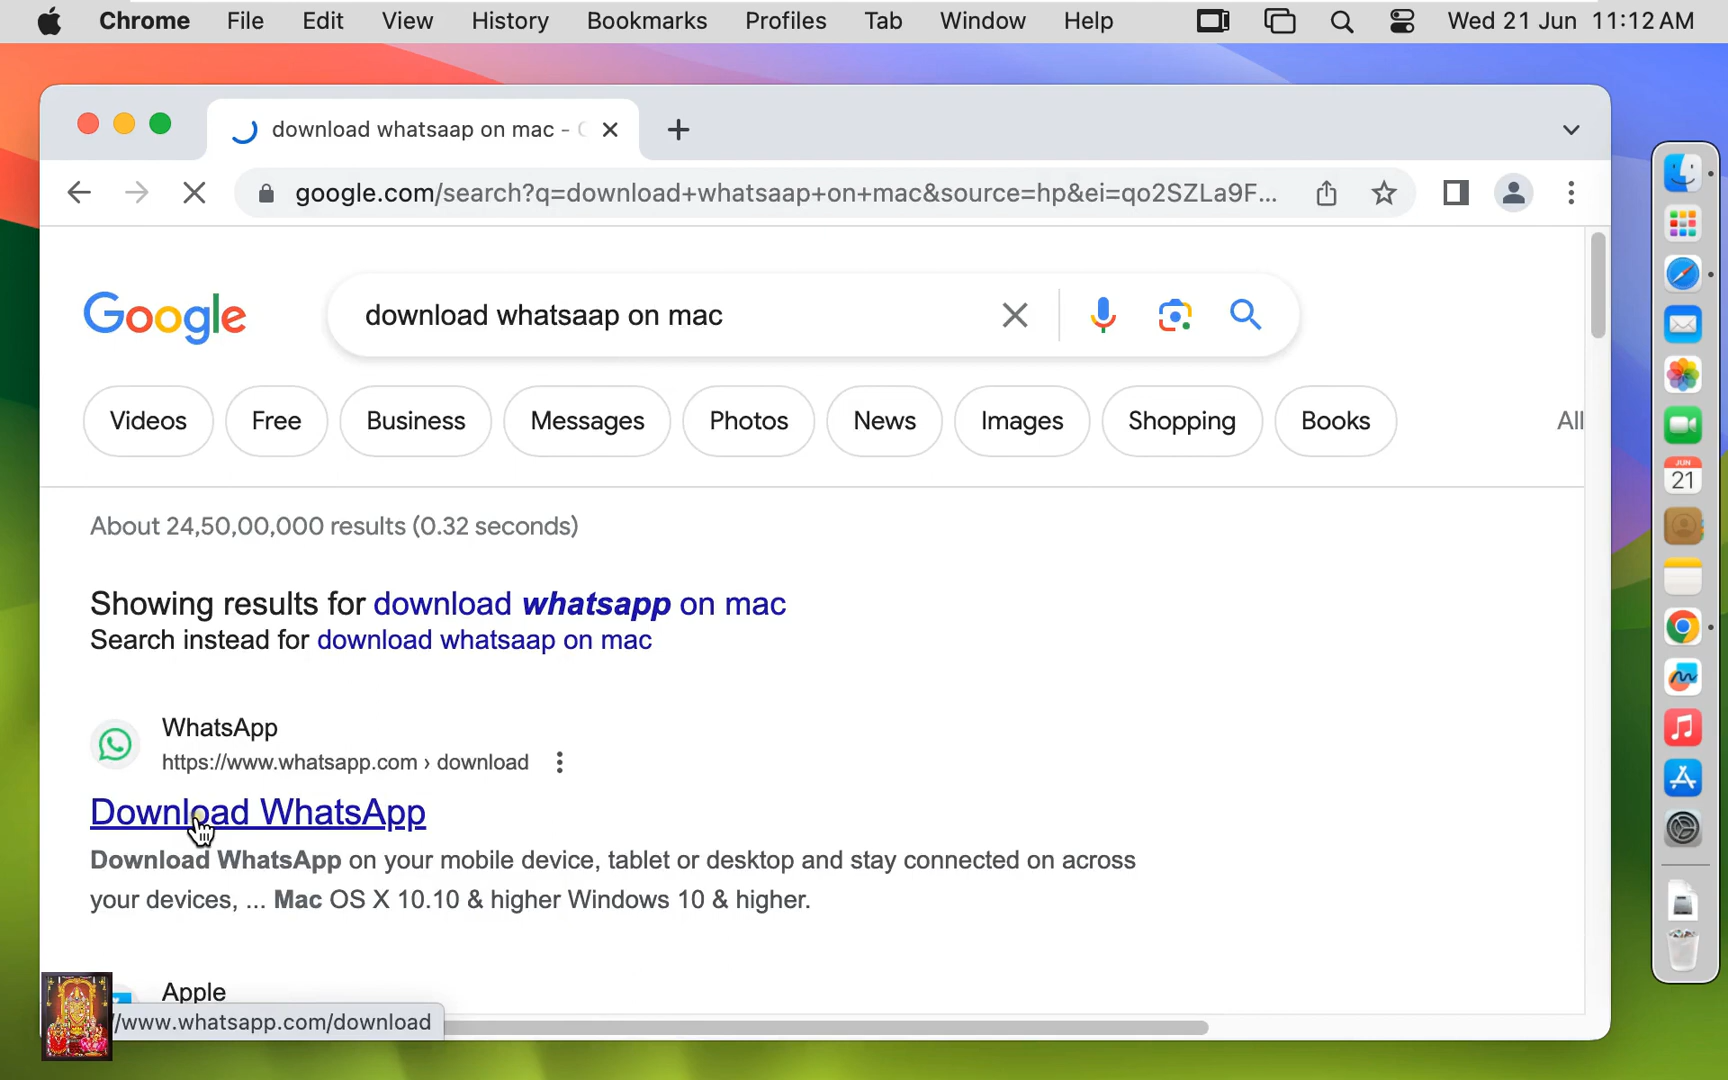 Chrome File Edit View History Bookmarks Profiles Tab Window Help Wed 21 Jun 11:12 AM
download whatsaap on mac -
google.com/search?q=download+whatsaap+on+mac&source=hp&ei=qo2SZLa9F...
Google
download whatsaap on mac
Videos Free Business Messages Photos News Images Shopping Books All
JUN
21
About 24,50,00,000 results (0.32 seconds)
Showing results for download whatsapp on mac
Search instead for download whatsaap on mac
WhatsApp
https://www.whatsapp.com › download
Download WhatsApp
Download WhatsApp on your mobile device, tablet or desktop and stay connected on across
your devices, ... Mac OS X 10.10 & higher Windows 10 & higher.
Apple
/www.whatsapp.com/download